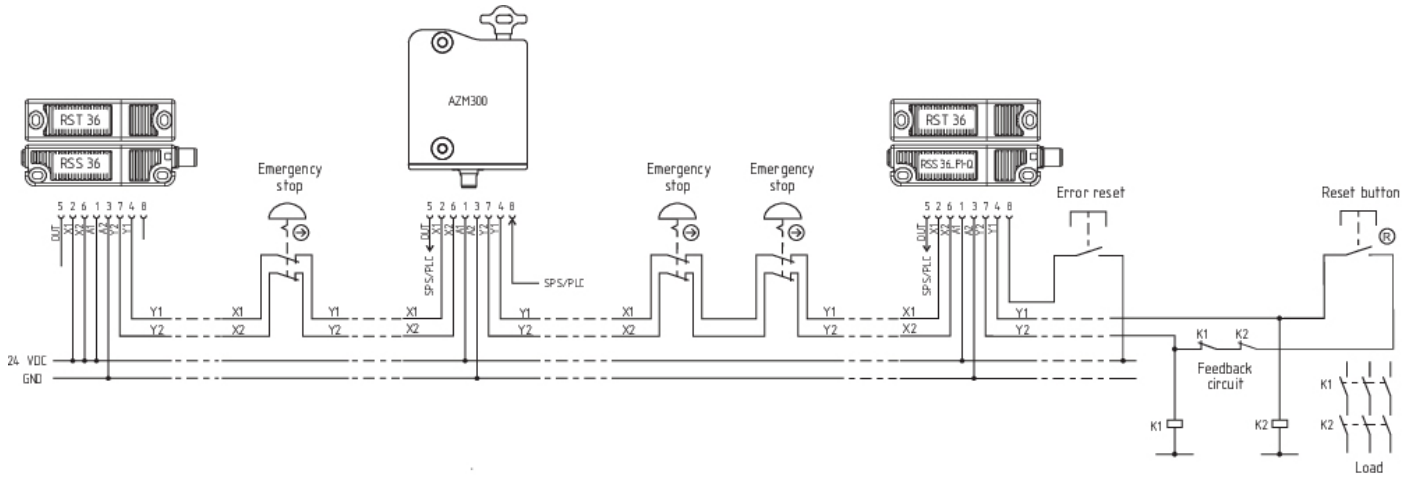 AZM300
RST 36
RSS 36
RST 36
RSS 36_F1-Q
Emergency
stop
Emergency
stop
Emergency
stop
Error reset
Reset button
R
5 2 6 1 3 7 4 8
OUT X1 X2 A1 A2 Y2 Y1
5 2 6 1 3 7 4 8
OUT X1 X2 A1 A2 Y2 Y1
5 2 6 1 3 7 4 8
OUT X1 X2 A1 A2 Y2 Y1
SPS/PLC
SPS/PLC
SPS/PLC
Y1 X1 Y1 X1 Y1 X1 Y1 X1 Y1
Y2 X2 Y2 X2 Y2 X2 Y2 X2 Y2
24 VDC
GND
K1 K2
Feedback
circuit
K1
K2
K1
K2
Load